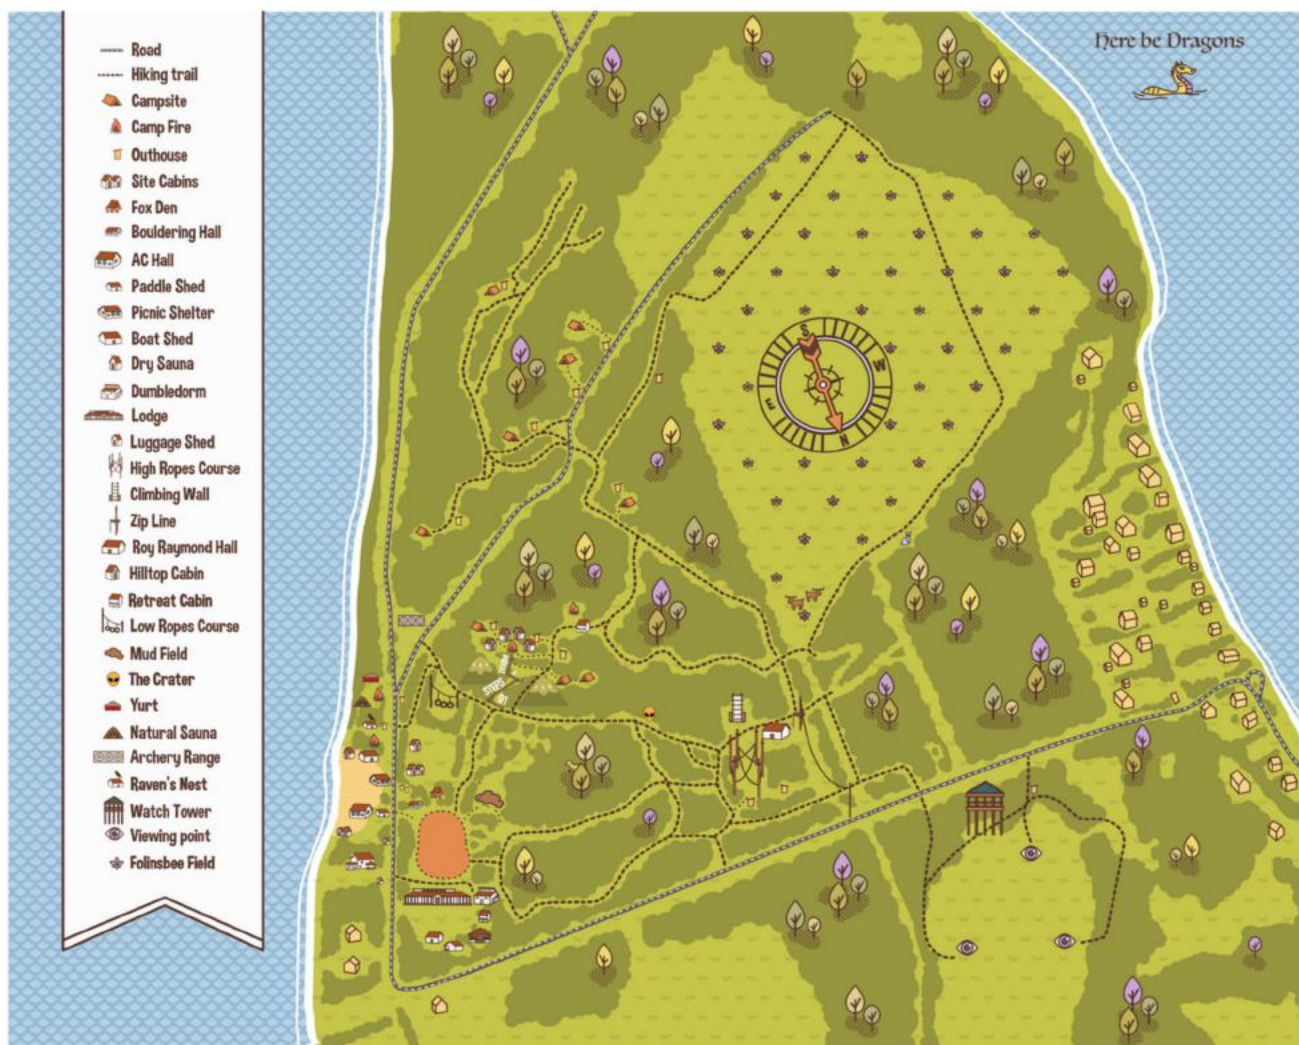 Road
Hiking trail
Campsite
Camp Fire
Outhouse
Site Cabins
Fox Den
Bouldering Hall
AC Hall
Paddle Shed
Picnic Shelter
Boat Shed
Dry Sauna
Dumbledorm
Lodge
Luggage Shed
High Ropes Course
Climbing Wall
Zip Line
Roy Raymond Hall
Hilltop Cabin
Retreat Cabin
Low Ropes Course
Mud Field
The Crater
Yurt
Natural Sauna
Archery Range
Raven's Nest
Watch Tower
Viewing point
Folinsbee Field
Here be Dragons
S
W
E
N